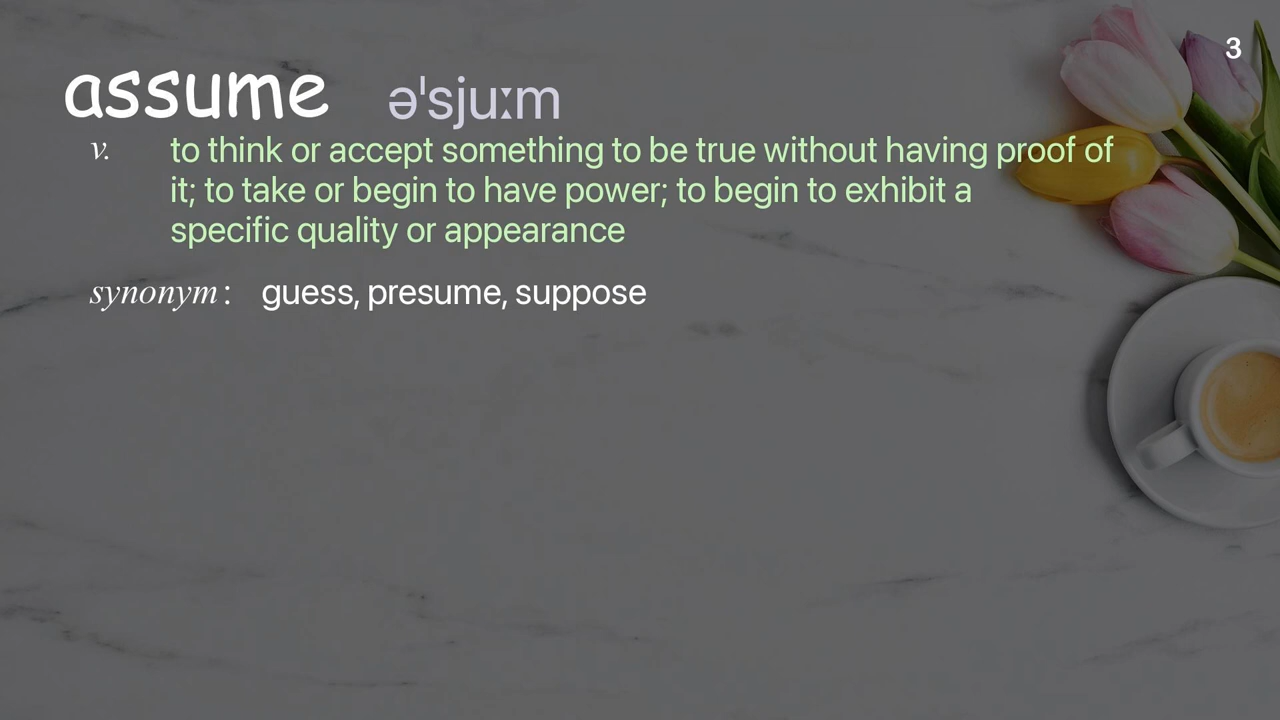 3
assume əˈsjuːm
v. to think or accept something to be true without having proof of
it; to take or begin to have power; to begin to exhibit a
specific quality or appearance
synonym : guess, presume, suppose